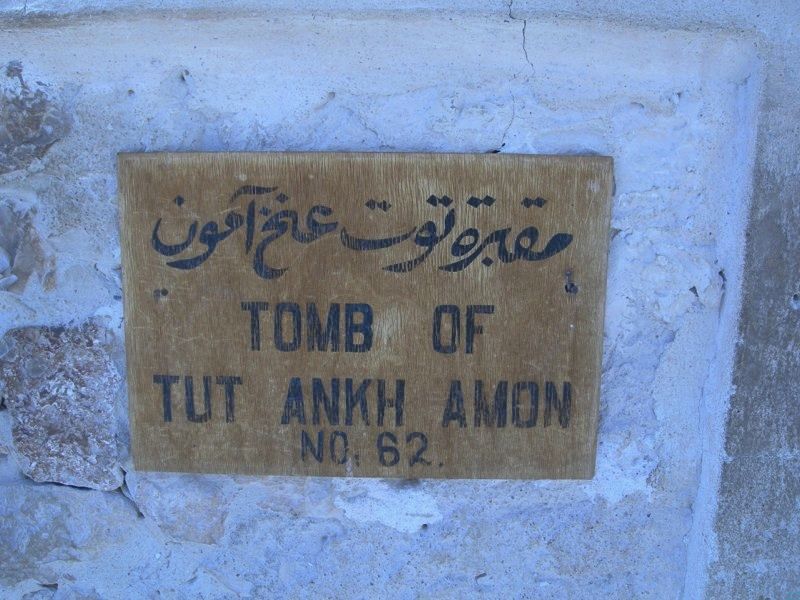 مقبرة توت عنخ آمون
TOMB OF
TUT ANKH AMON
NO. 62.